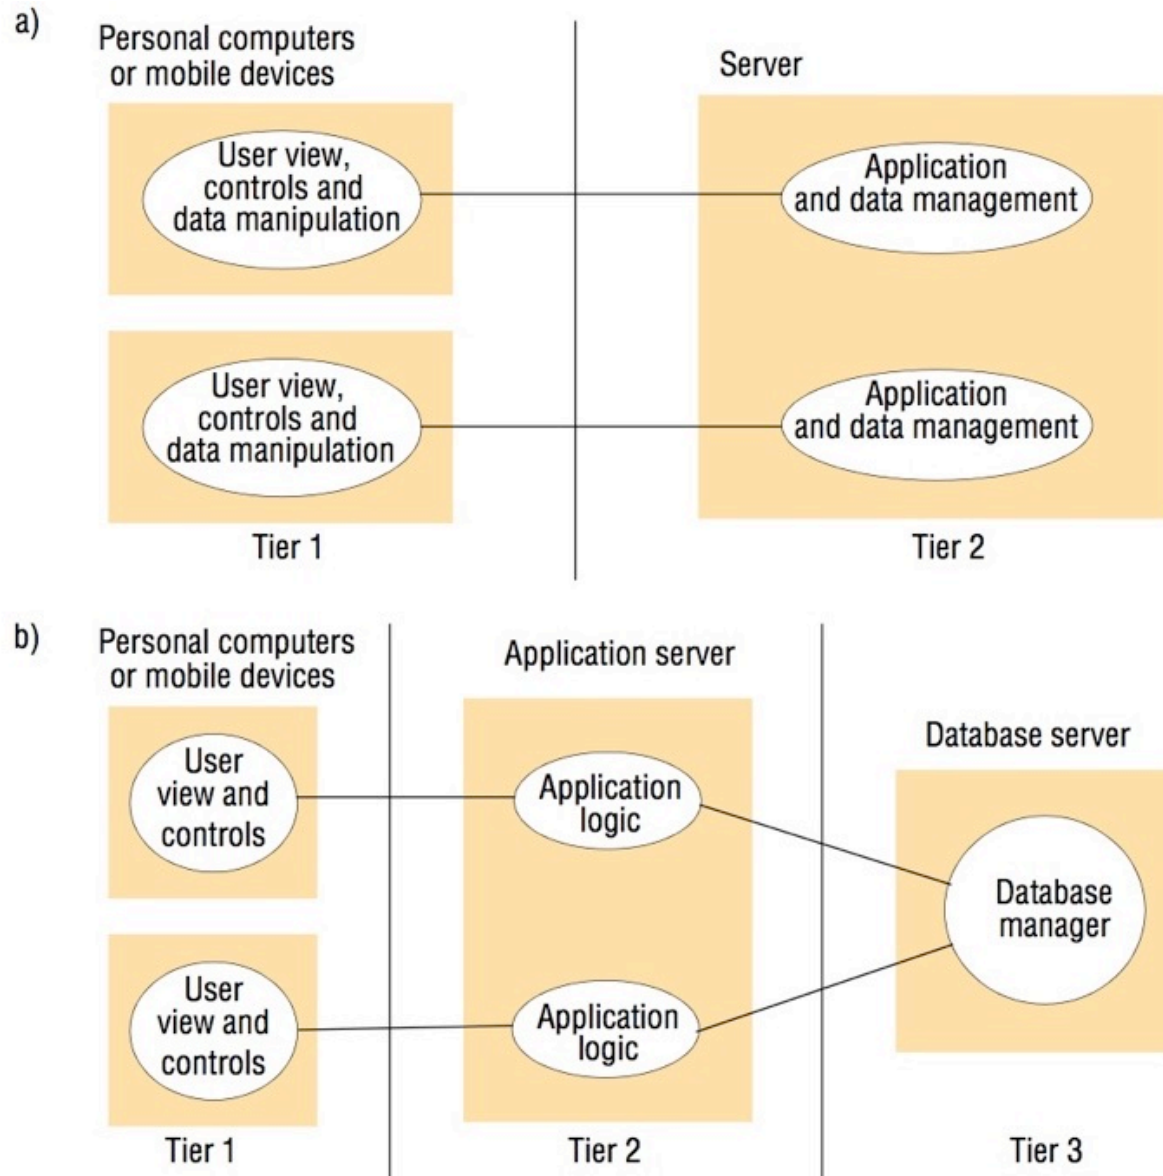 a)
Personal computers
or mobile devices
Server
User view,
controls and
data manipulation
Application
and data management
User view,
controls and
data manipulation
Application
and data management
Tier 1
Tier 2
b)
Personal computers
or mobile devices
Application server
Database server
User
view and
controls
Application
logic
Database
manager
User
view and
controls
Application
logic
Tier 1
Tier 2
Tier 3